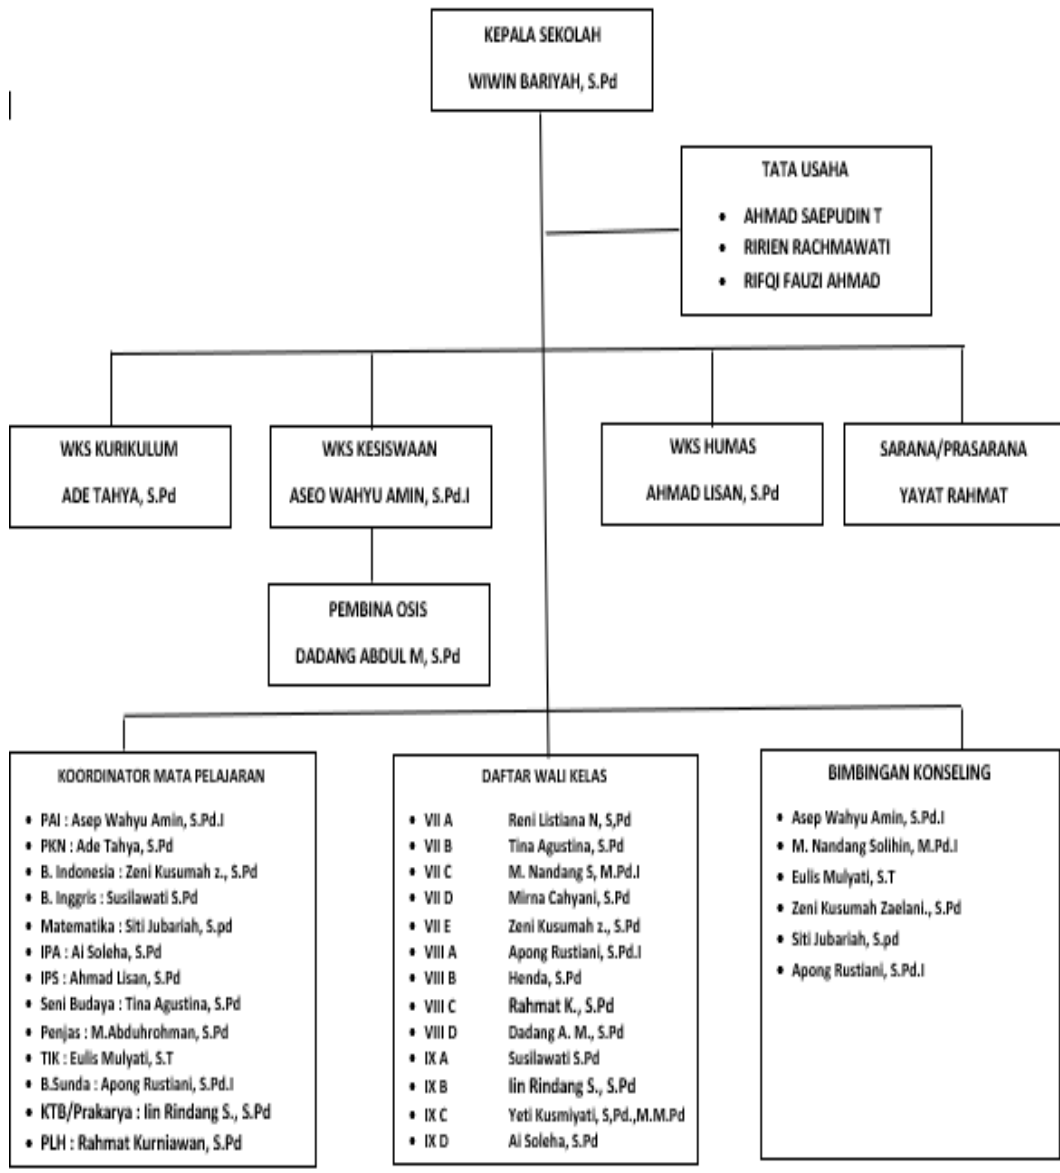 KEPALA SEKOLAH
WIWIN BARIYAH, S.Pd
TATA USAHA
• AHMAD SAEPUDIN T
• RIRIEN RACHMAWATI
• RIFQI FAUZI AHMAD
WKS KURIKULUM
ADE TAHYA, S.Pd
WKS KESISWAAN
ASEO WAHYU AMIN, S.Pd.I
WKS HUMAS
AHMAD LISAN, S.Pd
SARANA/PRASARANA
YAYAT RAHMAT
PEMBINA OSIS
DADANG ABDUL M, S.Pd
KOORDINATOR MATA PELAJARAN
• PAI : Asep Wahyu Amin, S.Pd.I
• PKN : Ade Tahya, S.Pd
• B. Indonesia : Zeni Kusumah z., S.Pd
• B. Inggris : Susilawati S.Pd
• Matematika : Siti Jubariah, S.pd
• IPA : Ai Soleha, S.Pd
• IPS : Ahmad Lisan, S.Pd
• Seni Budaya : Tina Agustina, S.Pd
• Penjas : M.Abduhrohman, S.Pd
• TIK : Eulis Mulyati, S.T
• B.Sunda : Apong Rustiani, S.Pd.I
• KTB/Prakarya : Iin Rindang S., S.Pd
• PLH : Rahmat Kurniawan, S.Pd
DAFTAR WALI KELAS
• VII A Reni Listiana N, S,Pd
• VII B Tina Agustina, S.Pd
• VII C M. Nandang S, M.Pd.I
• VII D Mirna Cahyani, S.Pd
• VII E Zeni Kusumah z., S.Pd
• VIII A Apong Rustiani, S.Pd.I
• VIII B Henda, S.Pd
• VIII C Rahmat K., S.Pd
• VIII D Dadang A. M., S.Pd
• IX A Susilawati S.Pd
• IX B Iin Rindang S., S.Pd
• IX C Yeti Kusmiyati, S,Pd.,M.M.Pd
• IX D Ai Soleha, S.Pd
BIMBINGAN KONSELING
• Asep Wahyu Amin, S.Pd.I
• M. Nandang Solihin, M.Pd.I
• Eulis Mulyati, S.T
• Zeni Kusumah Zaelani., S.Pd
• Siti Jubariah, S.pd
• Apong Rustiani, S.Pd.I